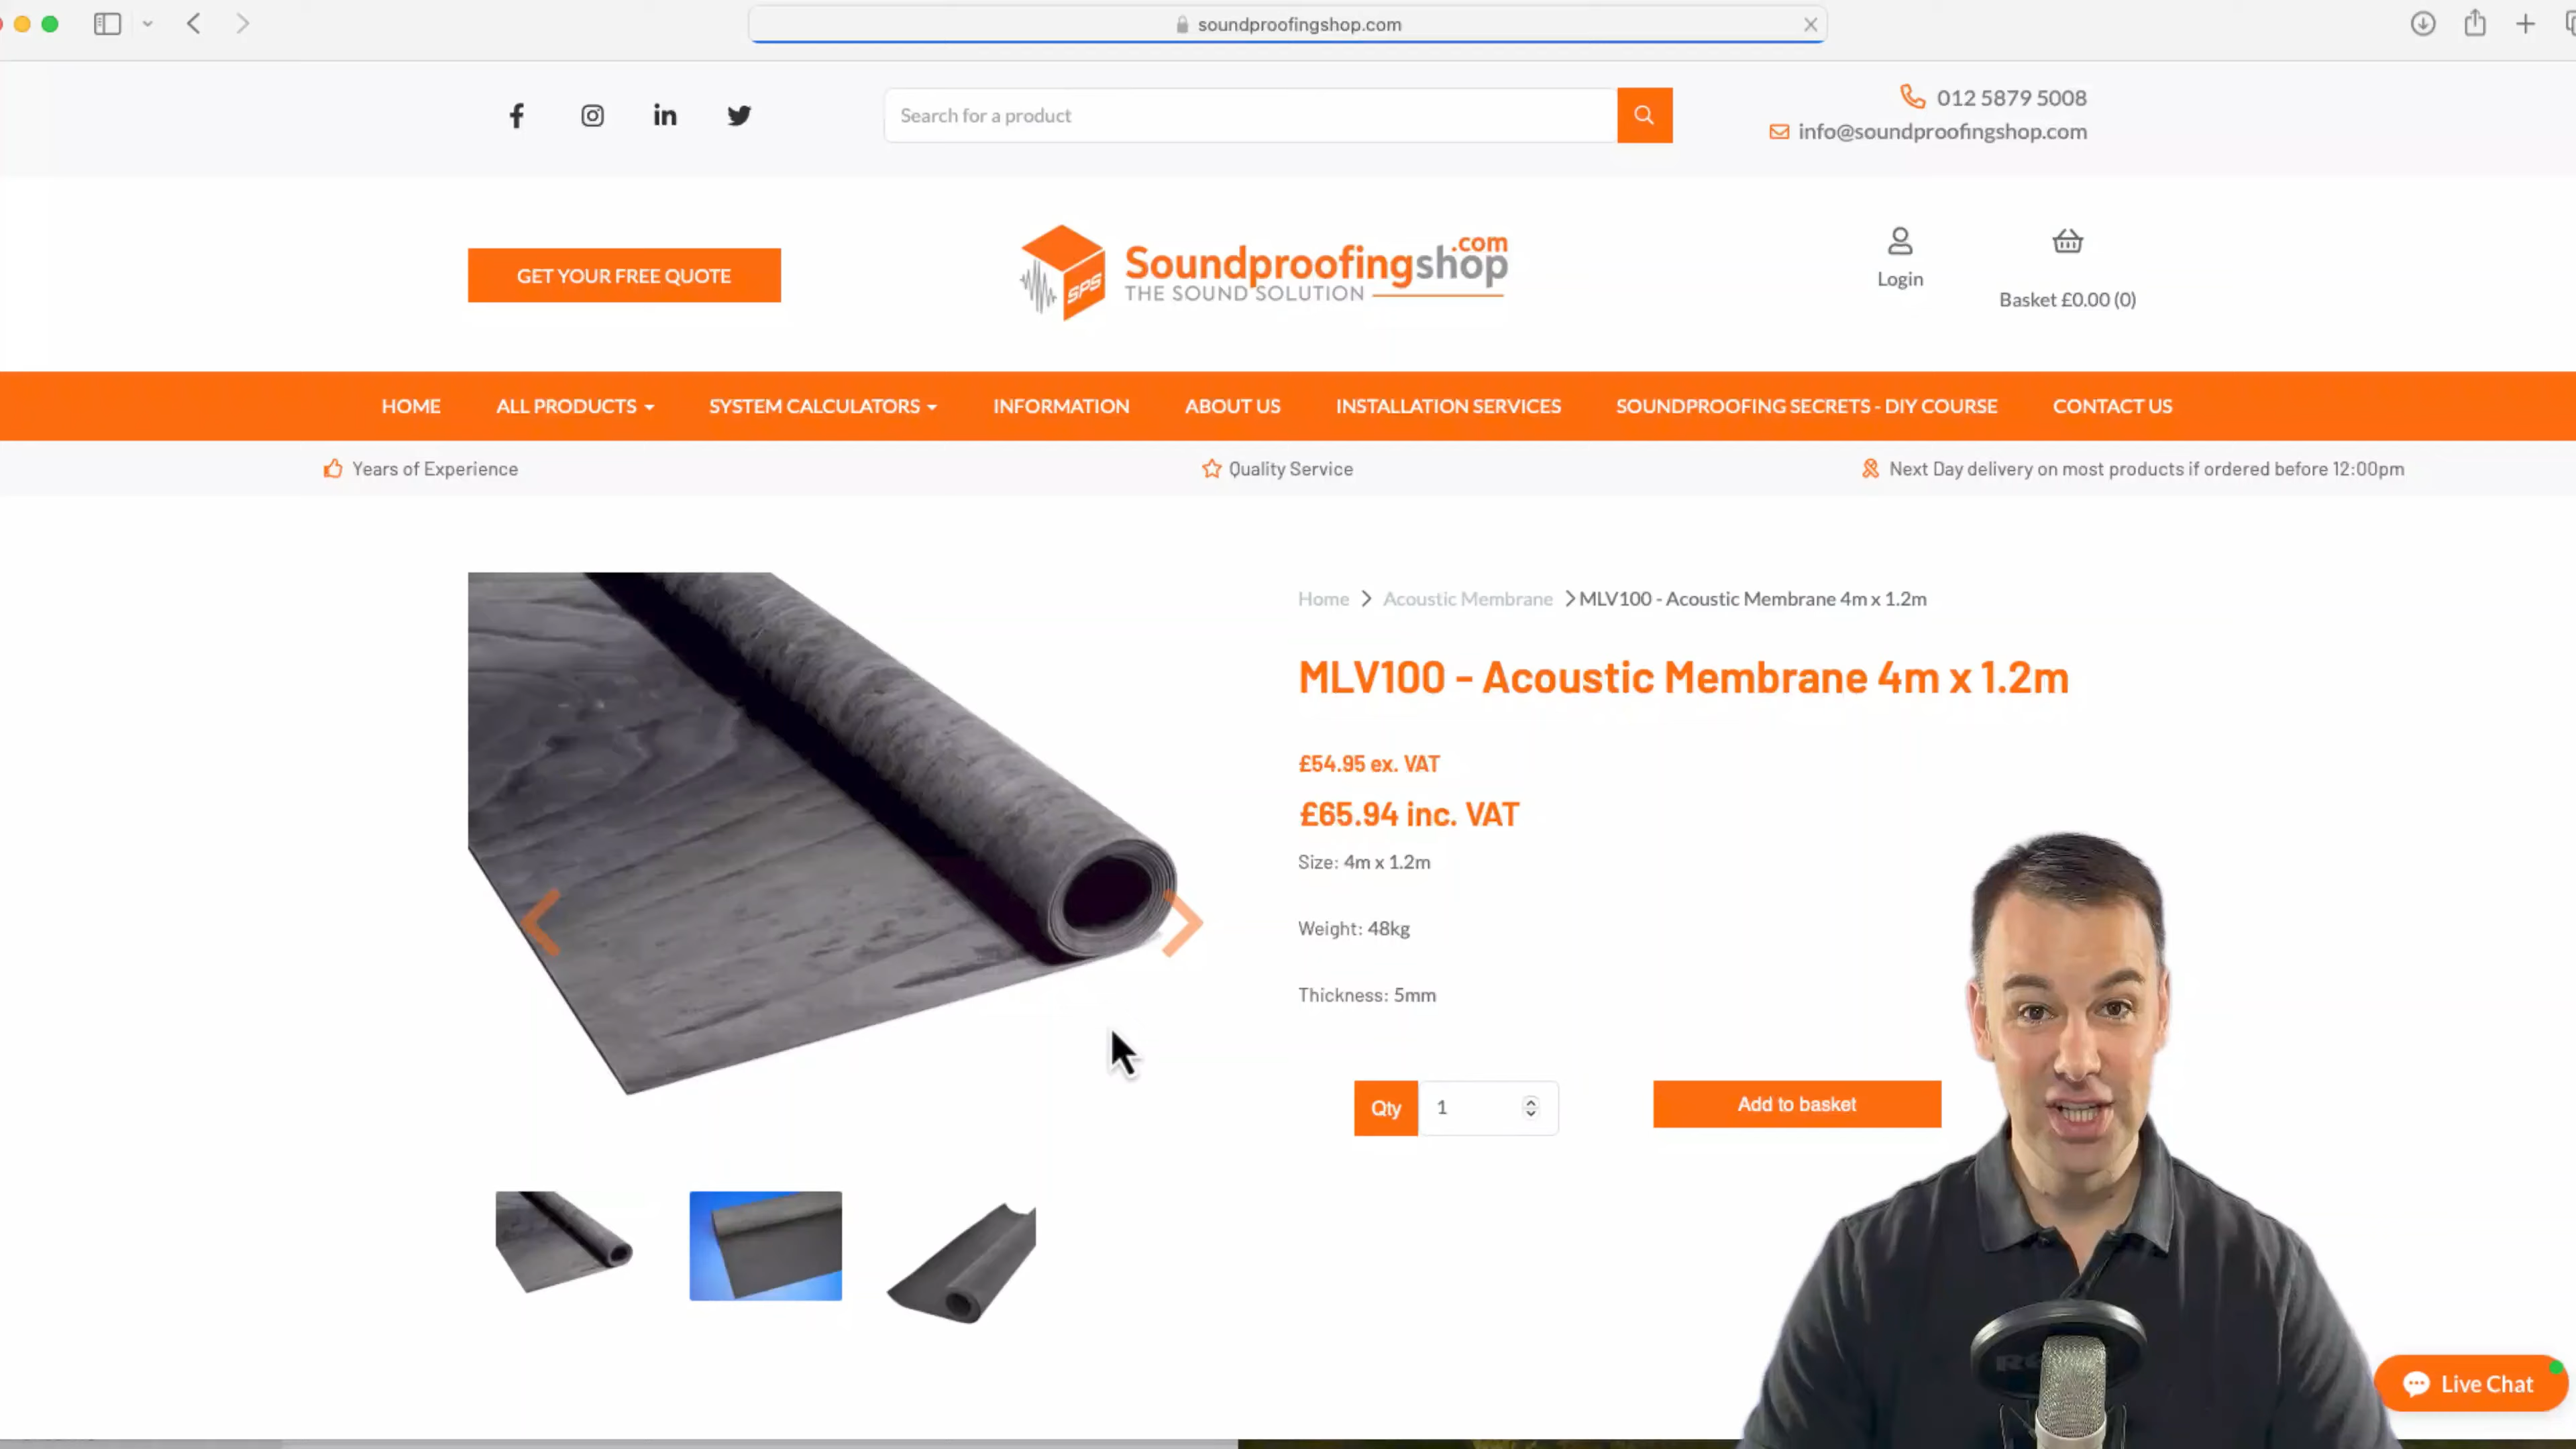 soundproofingshop.com
Search for a product
012 5879 5008
info@soundproofingshop.com
GET YOUR FREE QUOTE
SPS
Soundproofingshop.com
THE SOUND SOLUTION
Login
Basket £0.00 (0)
HOME
ALL PRODUCTS
SYSTEM CALCULATORS
INFORMATION
ABOUT US
INSTALLATION SERVICES
SOUNDPROOFING SECRETS - DIY COURSE
CONTACT US
Years of Experience
Quality Service
Next Day delivery on most products if ordered before 12:00pm
Home > Acoustic Membrane > MLV100 - Acoustic Membrane 4m x 1.2m
MLV100 - Acoustic Membrane 4m x 1.2m
£54.95 ex. VAT
£65.94 inc. VAT
Size: 4m x 1.2m
Weight: 48kg
Thickness: 5mm
Qty
1
Add to basket
Live Chat